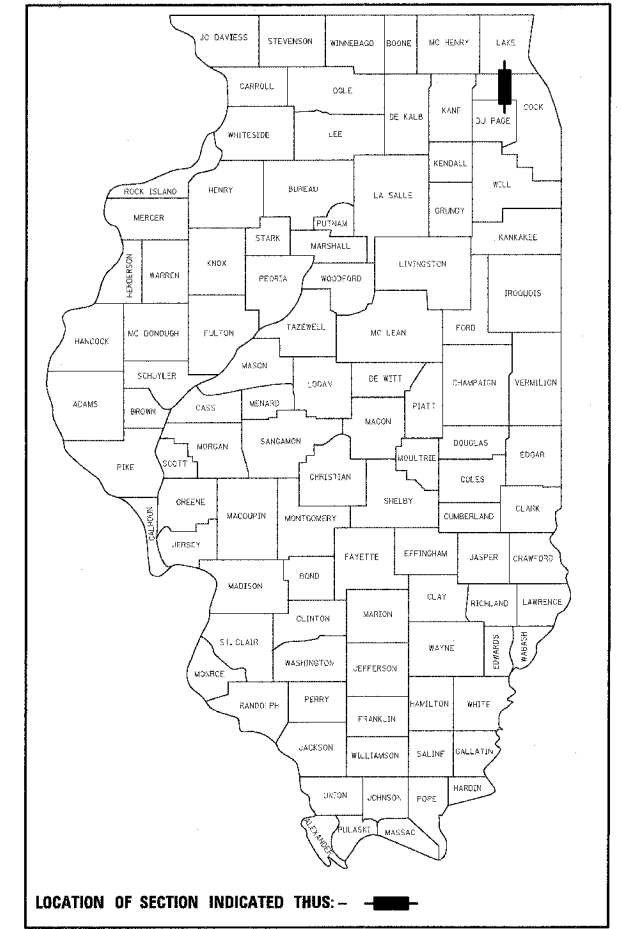 JO DAVIESS STEVENSON WINNEBAGO BOONE MC HENRY LAKE
CARROLL OGLE DE KALB KANE COOK
DU PAGE
WHITESIDE LEE
KENDALL
WILL
ROCK ISLAND HENRY BUREAU LA SALLE GRUNDY
MERCER PUTNAM
STARK MARSHALL KANKAKEE
HENDERSON WARREN KNOX PEORIA WOODFORD LIVINGSTON IROQUOIS
HANCOCK MC DONOUGH FULTON TAZEWELL MC LEAN FORD
SCHUYLER MASON
ADAMS BROWN CASS MENARD LOGAN DE WITT PIATT CHAMPAIGN VERMILION
MACON
PIKE SCOTT MORGAN SANGAMON MOULTRIE DOUGLAS EDGAR
CHRISTIAN COLES
CALHOUN GREENE MACOUPIN MONTGOMERY SHELBY CUMBERLAND CLARK
JERSEY
FAYETTE EFFINGHAM JASPER CRAWFORD
MADISON BOND
CLAY RICHLAND LAWRENCE
CLINTON MARION
ST. CLAIR WAYNE EDWARDS WABASH
WASHINGTON JEFFERSON
MONROE
RANDOLPH PERRY HAMILTON WHITE
FRANKLIN
JACKSON WILLIAMSON SALINE GALLATIN
UNION JOHNSON POPE HARDIN
ALEXANDER PULASKI MASSAC
LOCATION OF SECTION INDICATED THUS: -